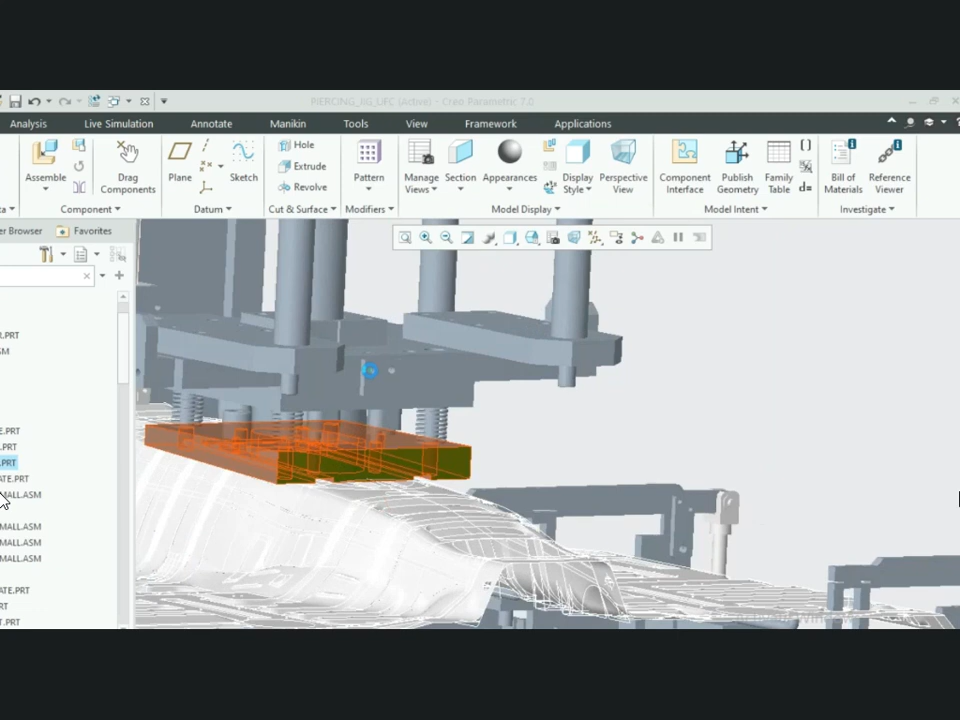 PIERCING_JIG_UFC (Active) - Creo Parametric 7.0
Analysis Live Simulation Annotate Manikin Tools View Framework Applications
Assemble
Drag Components
Plane
Sketch
Hole
Extrude
Revolve
Pattern
Manage Views
Section
Appearances
Display Style
Perspective View
Component Interface
Publish Geometry
Family Table
d=
Bill of Materials
Reference Viewer
Component Datum Cut & Surface Modifiers Model Display Model Intent Investigate
er Browser Favorites
.PRT
SM
E.PRT
.PRT
.PRT
ATE.PRT
MALL.ASM
MALL.ASM
MALL.ASM
MALL.ASM
ATE.PRT
RT
T.PRT